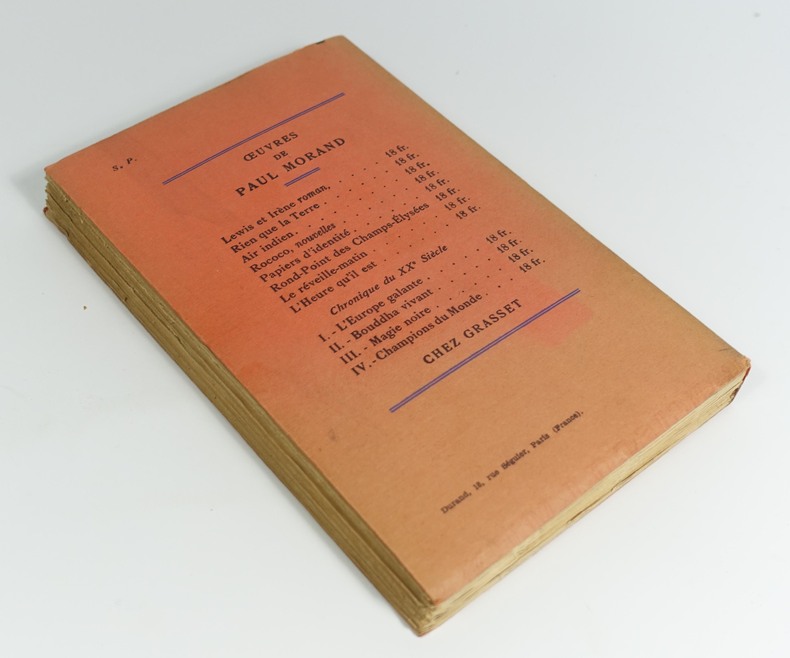 S. P.
ŒUVRES
DE
PAUL MORAND
Lewis et Irène roman, . . . . . . 18 fr.
Rien que la Terre . . . . . . . 18 fr.
Air indien. . . . . . . . 18 fr.
Rococo, nouvelles . . . . . . . 18 fr.
Papiers d'identité . . . . . . . 18 fr.
Rond-Point des Champs-Élysées 18 fr.
Le réveille-matin . . . . . . . 18 fr.
L'Heure qu'il est . . . . . . . 18 fr.
Chronique du XXe Siècle
I. - L'Europe galante . . . . . 18 fr.
II. - Bouddha vivant . . . . . . 18 fr.
III. - Magie noire . . . . . . 18 fr.
IV. - Champions du Monde . . . 18 fr.
CHEZ GRASSET
Durand, 18, rue Séguier, Paris (France).